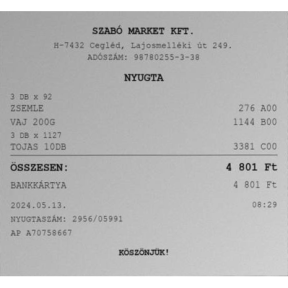 SZABÓ MARKET KFT.
H-7432 Cegléd, Lajosmelléki út 249.
ADÓSZÁM: 98780255-3-38
NYUGTA
3 DB x 92
ZSEMLE 276 A00
VAJ 200G 1144 B00
3 DB x 1127
TOJAS 10DB 3381 C00
ÖSSZESEN: 4 801 Ft
BANKKÁRTYA 4 801 Ft
2024.05.13. 08:29
NYUGTASZÁM: 2956/05991
AP A70758667
KÖSZÖNJÜK!